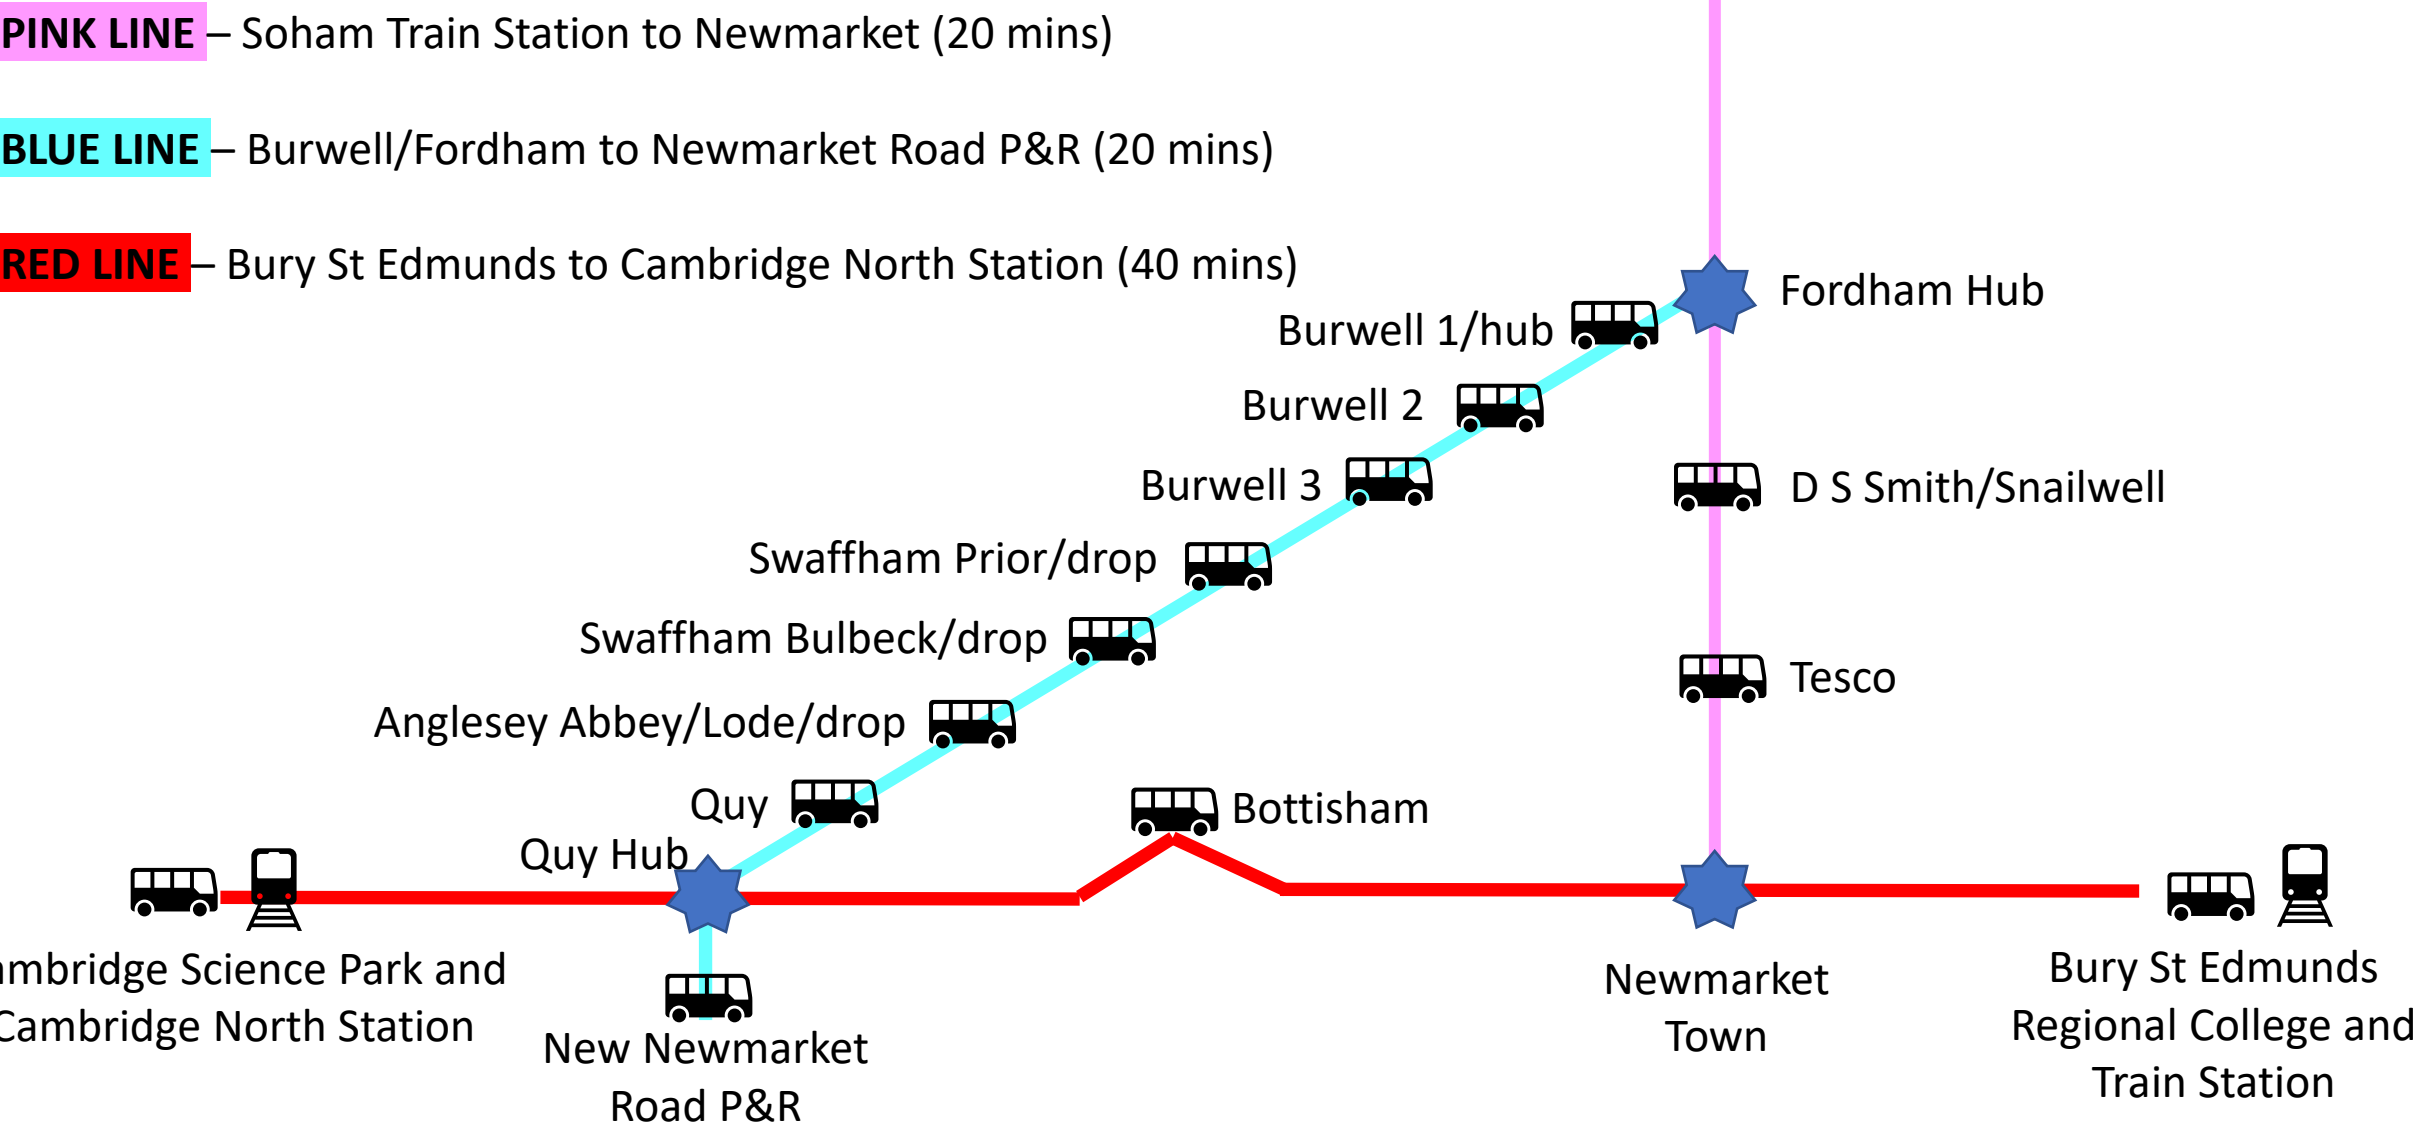 PINK LINE – Soham Train Station to Newmarket (20 mins)
BLUE LINE – Burwell/Fordham to Newmarket Road P&R (20 mins)
RED LINE – Bury St Edmunds to Cambridge North Station (40 mins)
Fordham Hub
Burwell 1/hub
Burwell 2
Burwell 3
D S Smith/Snailwell
Swaffham Prior/drop
Swaffham Bulbeck/drop
Tesco
Anglesey Abbey/Lode/drop
Quy
Bottisham
Quy Hub
ambridge Science Park and
Cambridge North Station
New Newmarket
Road P&R
Newmarket
Town
Bury St Edmunds
Regional College and
Train Station